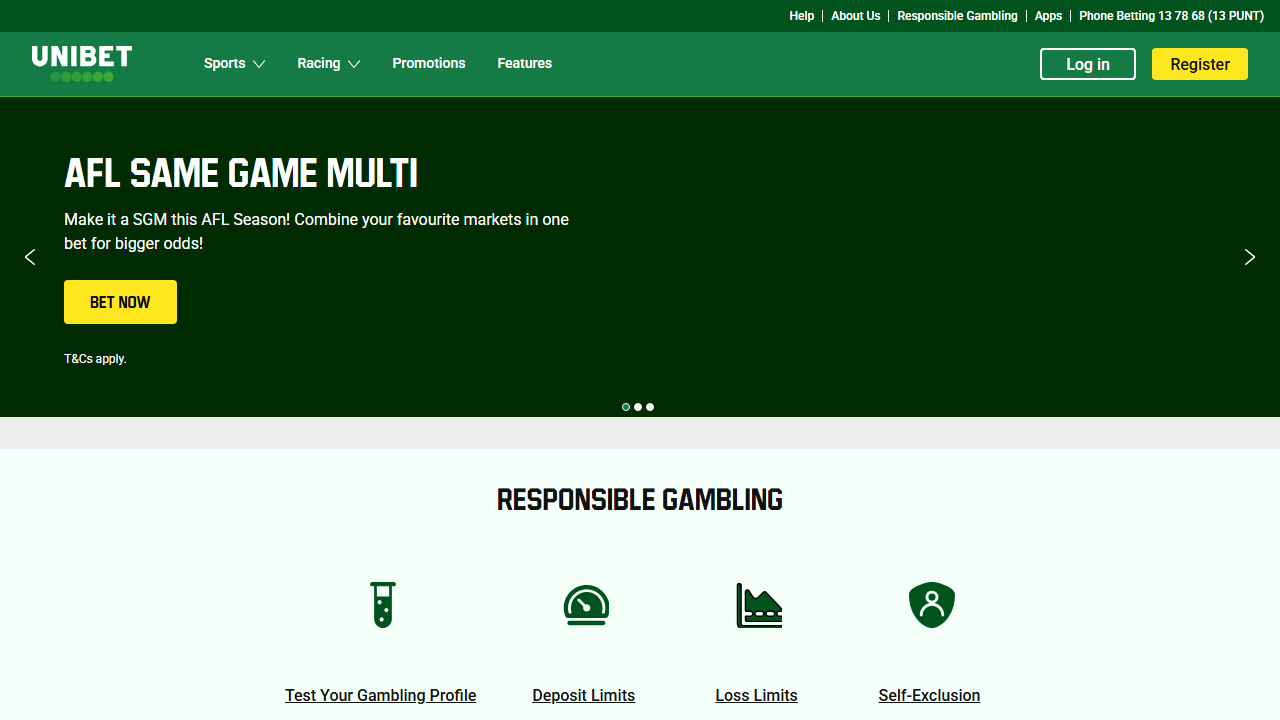 Help About Us Responsible Gambling Apps Phone Betting 13 78 68 (13 PUNT)
UNIBET Sports Racing Promotions Features Log in Register
AFL SAME GAME MULTI
Make it a SGM this AFL Season! Combine your favourite markets in one
bet for bigger odds!
BET NOW
T&Cs apply.
RESPONSIBLE GAMBLING
Test Your Gambling Profile Deposit Limits Loss Limits Self-Exclusion